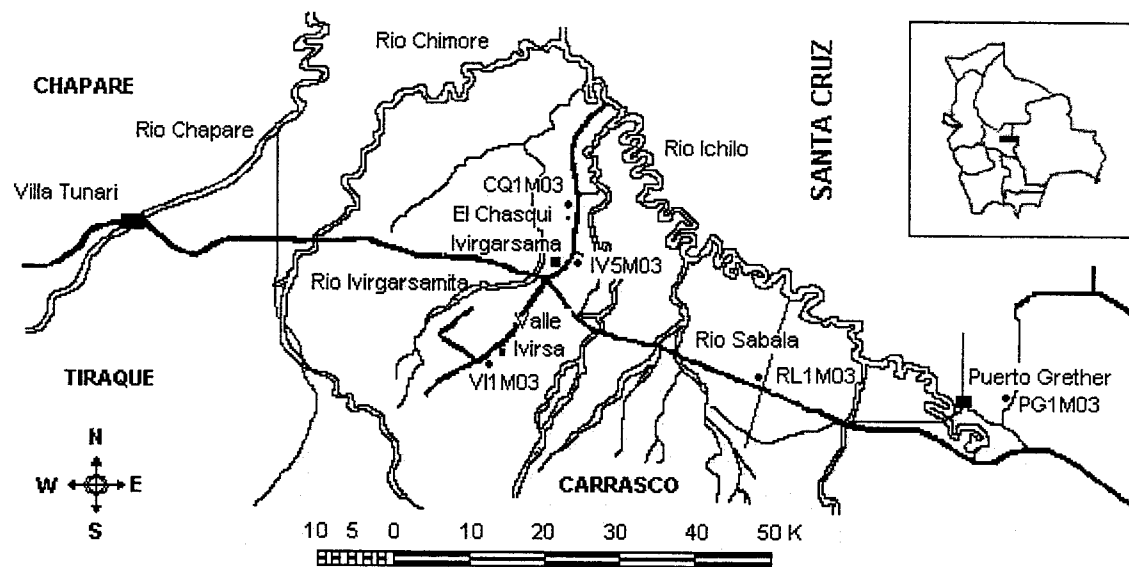 Rio Chimore
CHAPARE
SANTA CRUZ
Rio Chapare
Rio Ichilo
Villa Tunari
CQ1M03
El Chasqui
Ivirgarsama
IV5M03
Rio Ivirgarsamita
Valle
Ivirsa
Rio Sabala
TIRAQUE
VI1M03
RL1M03
Puerto Grether
PG1M03
N
W E
S
CARRASCO
10 5 0 10 20 30 40 50 K